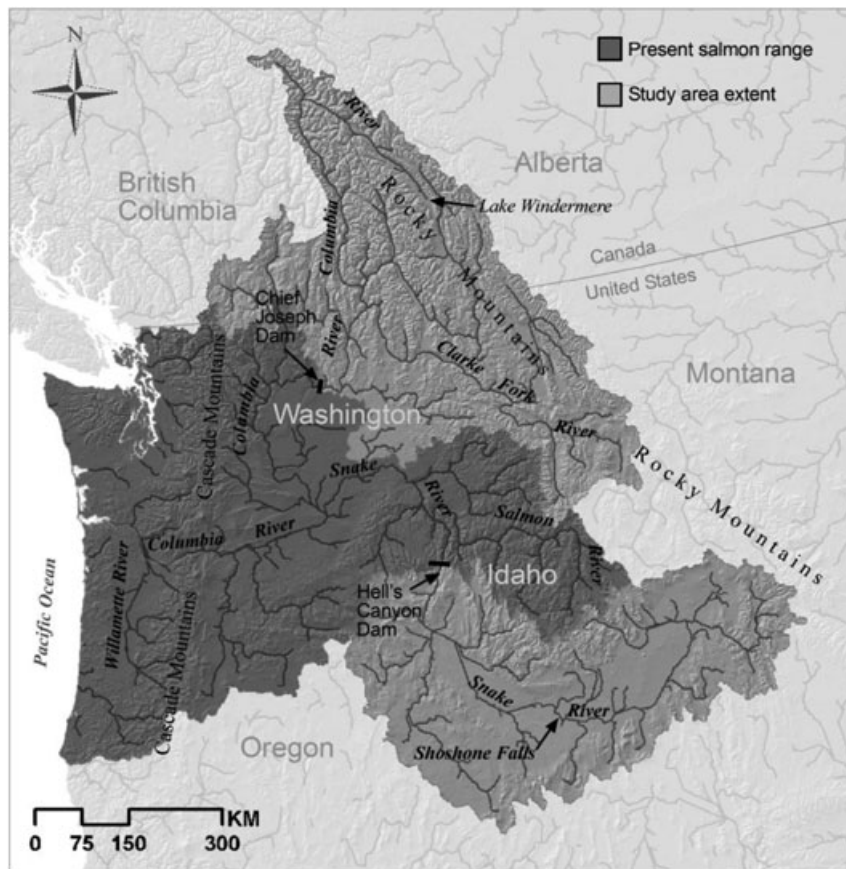 N
Present salmon range
Study area extent
British
Columbia
Alberta
River
Rocky
Mountains
Lake Windermere
Columbia
River
Canada
United States
Chief
Joseph
Dam
Clarke
Fork
River
Montana
Washington
Cascade Mountains
Columbia
Snake
River
Rocky Mountains
Columbia
River
Salmon
River
Idaho
Hell's
Canyon
Dam
Pacific Ocean
Willamette River
Cascade Mountains
Snake
River
Shoshone Falls
Oregon
KM
0 75 150 300